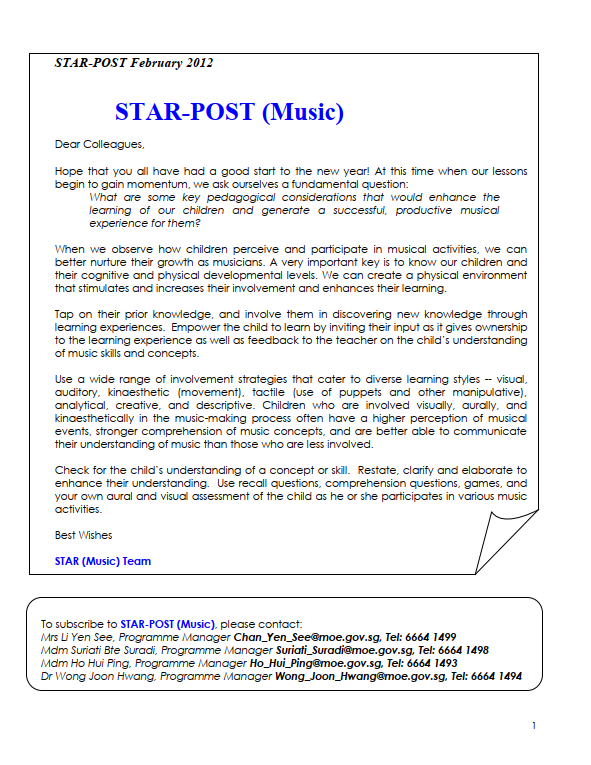 STAR-POST February 2012
STAR-POST (Music)
Dear Colleagues,
Hope that you all have had a good start to the new year! At this time when our lessons
begin to gain momentum, we ask ourselves a fundamental question:
What are some key pedagogical considerations that would enhance the
learning of our children and generate a successful, productive musical
experience for them?
When we observe how children perceive and participate in musical activities, we can
better nurture their growth as musicians. A very important key is to know our children and
their cognitive and physical developmental levels. We can create a physical environment
that stimulates and increases their involvement and enhances their learning.
Tap on their prior knowledge, and involve them in discovering new knowledge through
learning experiences. Empower the child to learn by inviting their input as it gives ownership
to the learning experience as well as feedback to the teacher on the child's understanding
of music skills and concepts.
Use a wide range of involvement strategies that cater to diverse learning styles -- visual,
auditory, kinaesthetic (movement), tactile (use of puppets and other manipulative),
analytical, creative, and descriptive. Children who are involved visually, aurally, and
kinaesthetically in the music-making process often have a higher perception of musical
events, stronger comprehension of music concepts, and are better able to communicate
their understanding of music than those who are less involved.
Check for the child's understanding of a concept or skill. Restate, clarify and elaborate to
enhance their understanding. Use recall questions, comprehension questions, games, and
your own aural and visual assessment of the child as he or she participates in various music
activities.
Best Wishes
STAR (Music) Team
To subscribe to STAR-POST (Music), please contact:
Mrs Li Yen See, Programme Manager Chan_Yen_See@moe.gov.sg, Tel: 6664 1499
Mdm Suriati Bte Suradi, Programme Manager Suriati_Suradi@moe.gov.sg, Tel: 6664 1498
Mdm Ho Hui Ping, Programme Manager Ho_Hui_Ping@moe.gov.sg, Tel: 6664 1493
Dr Wong Joon Hwang, Programme Manager Wong_Joon_Hwang@moe.gov.sg, Tel: 6664 1494
1